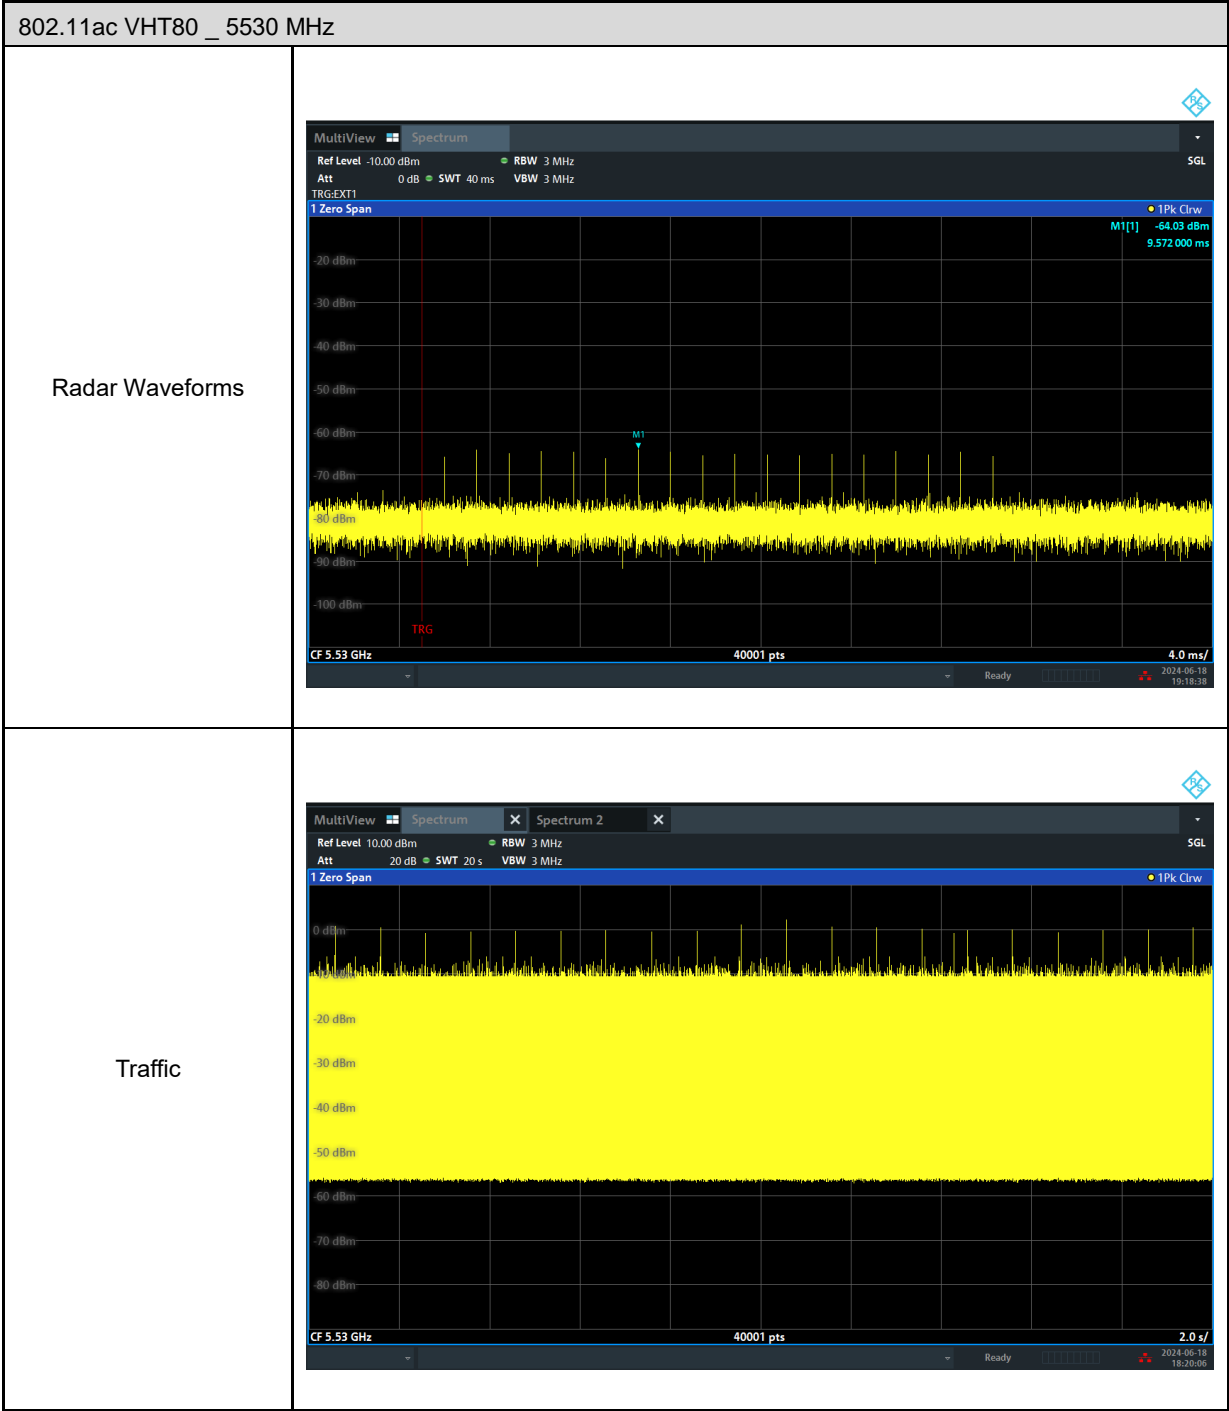 802.11ac VHT80 _ 5530 MHz
Radar Waveforms
R S
MultiView Spectrum
Ref Level -10.00 dBm RBW 3 MHz SGL
Att 0 dB SWT 40 ms VBW 3 MHz
TRG:EXT1
1 Zero Span 1Pk Clrw
M1[1] -64.03 dBm
9.572 000 ms
-20 dBm
-30 dBm
-40 dBm
-50 dBm
-60 dBm
M1
-70 dBm
-80 dBm
-90 dBm
-100 dBm
TRG
CF 5.53 GHz 40001 pts 4.0 ms/
Ready 2024-06-18
19:18:38
Traffic
R S
MultiView Spectrum X Spectrum 2 X
Ref Level 10.00 dBm RBW 3 MHz SGL
Att 20 dB SWT 20 s VBW 3 MHz
1 Zero Span 1Pk Clrw
0 dBm
-10 dBm
-20 dBm
-30 dBm
-40 dBm
-50 dBm
-60 dBm
-70 dBm
-80 dBm
CF 5.53 GHz 40001 pts 2.0 s/
Ready 2024-06-18
18:20:06